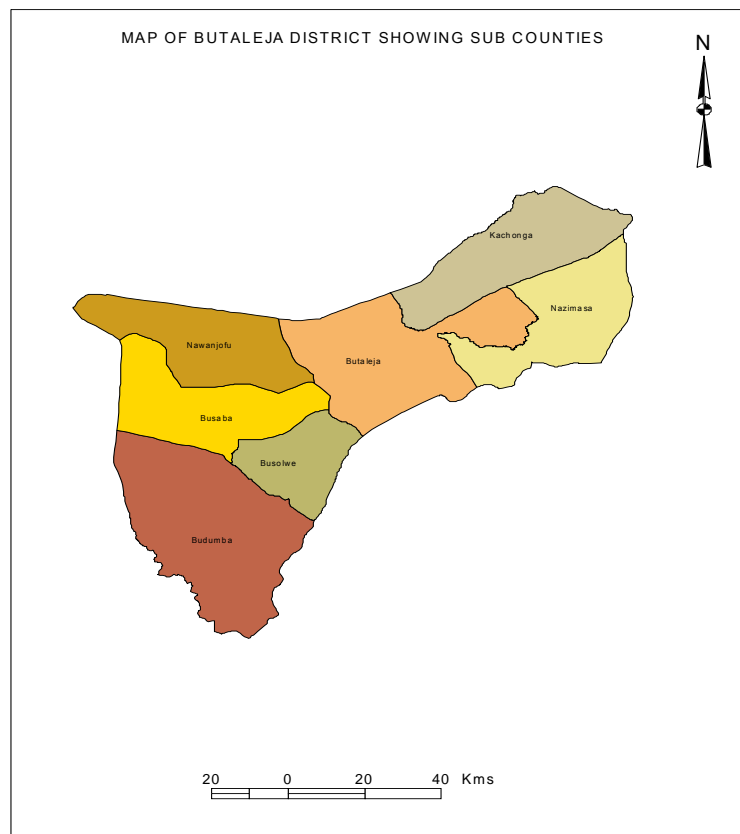 MAP OF BUTALEJA DISTRICT SHOWING SUB COUNTIES
N
Kachonga
Nazimasa
Nawanjofu
Butaleja
Busaba
Busolwe
Budumba
20 0 20 40 Kms